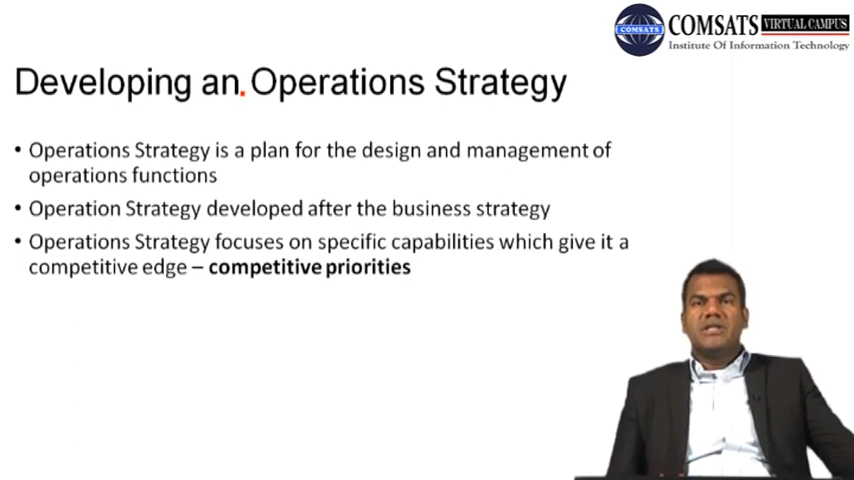 COMSATS VIRTUAL CAMPUS
COMSATS
Institute Of Information Technology
Developing an Operations Strategy
• Operations Strategy is a plan for the design and management of
operations functions
• Operation Strategy developed after the business strategy
• Operations Strategy focuses on specific capabilities which give it a
competitive edge – competitive priorities